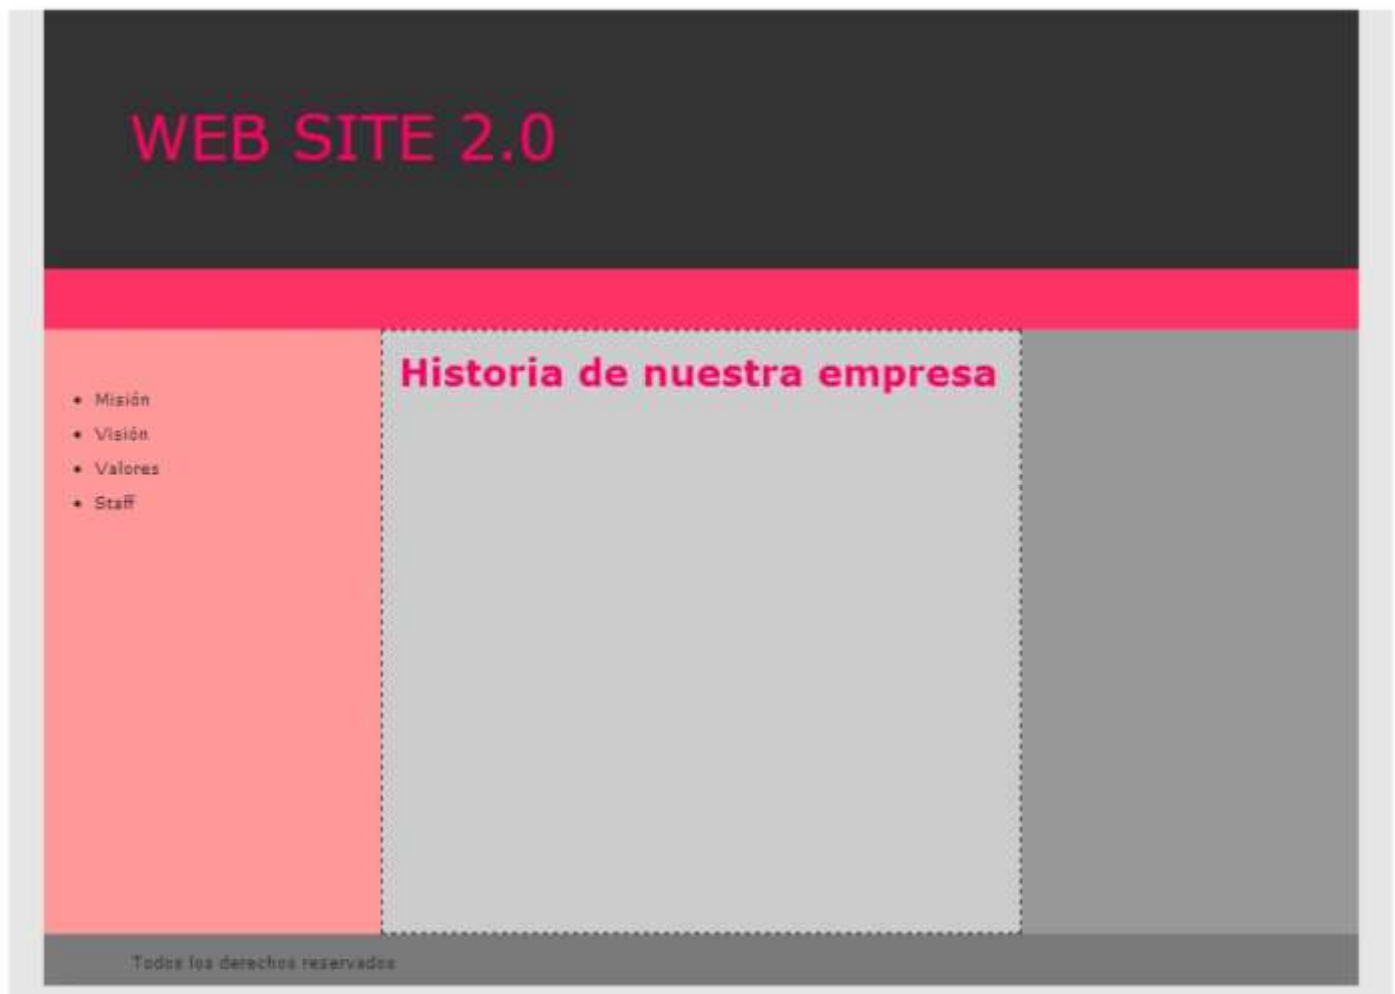 WEB SITE 2.0
Historia de nuestra empresa
Misión
Visión
Valores
Staff
Todos los derechos reservados